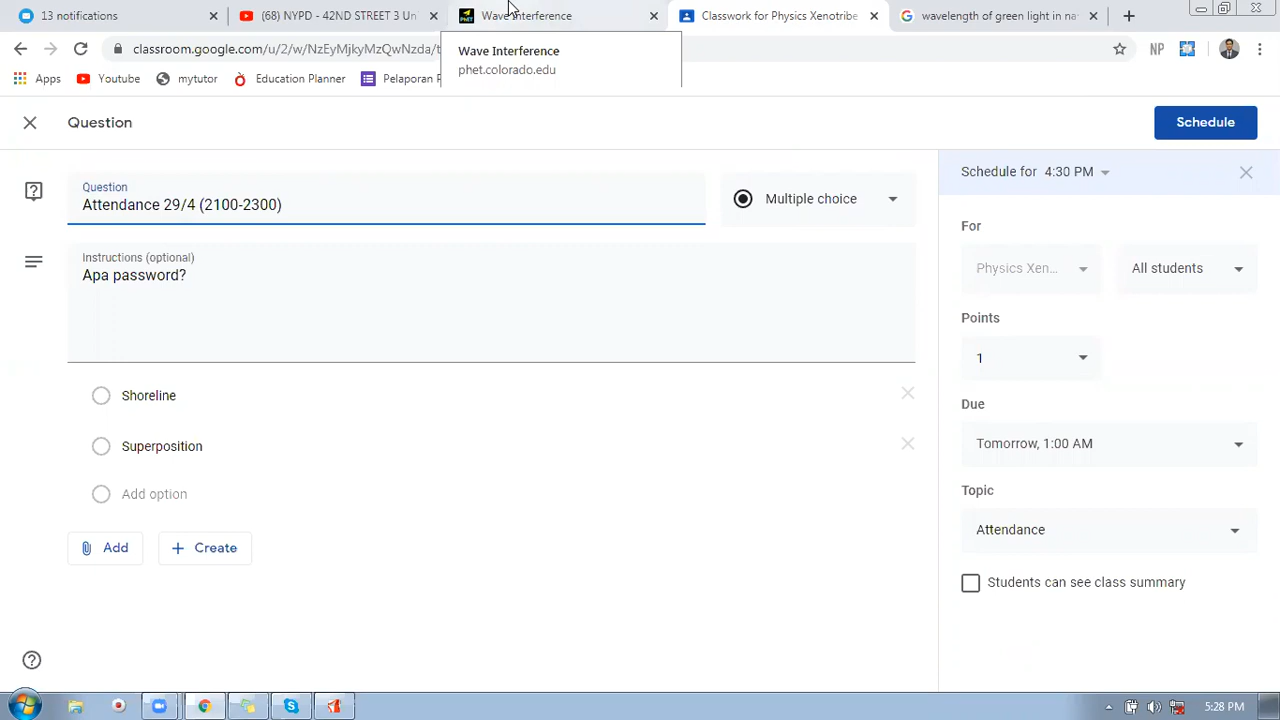 13 notifications
(68) NYPD - 42ND STREET 3 U
Wave Interference
Classwork for Physics Xenotribe
wavelength of green light in na
classroom.google.com/u/2/w/NzEyMjkyMzQwNzda/t
Wave Interference
phet.colorado.edu
NP
Apps
Youtube
mytutor
Education Planner
Pelaporan P
Question
Schedule
Question
Attendance 29/4 (2100-2300)
Multiple choice
Schedule for 4:30 PM
Instructions (optional)
Apa password?
For
Physics Xen...
All students
Points
1
Shoreline
Due
Superposition
Tomorrow, 1:00 AM
Add option
Topic
Attendance
Add
Create
Students can see class summary
5:28 PM